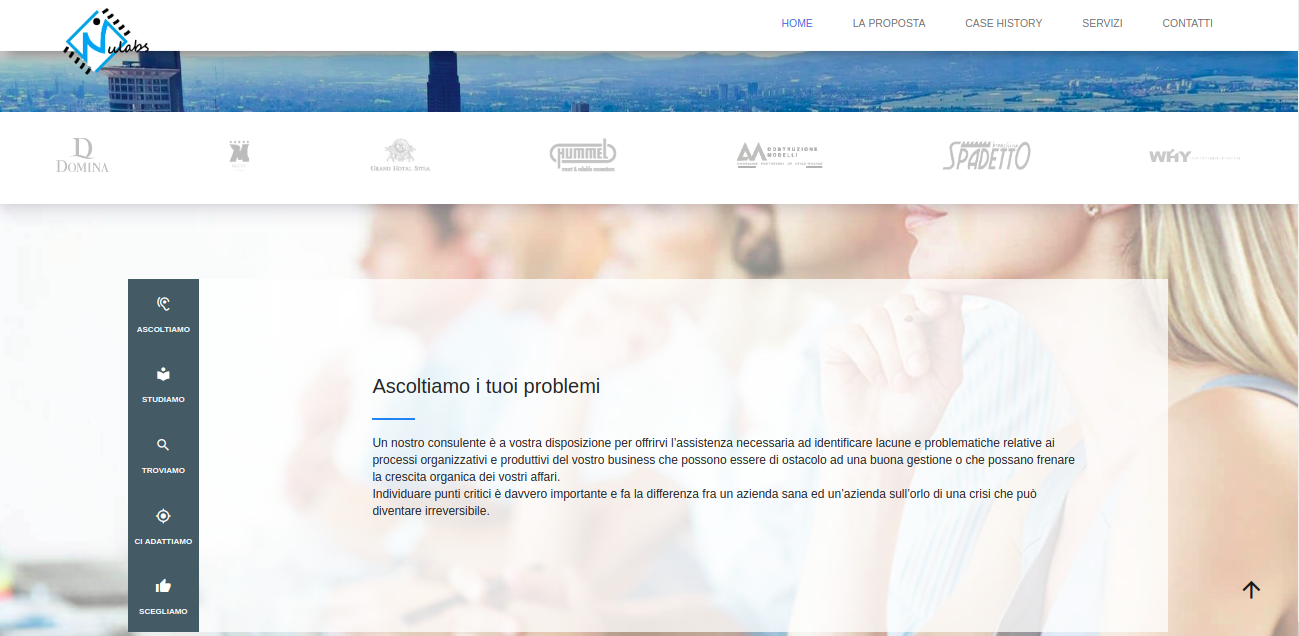 Nulabs
HOME
LA PROPOSTA
CASE HISTORY
SERVIZI
CONTATTI
DOMINA
GRAND HOTEL SITIA
HUMMEL
smart & reliable connections
COSTRUZIONE
MODELLI
SPADETTO
WHY
ASCOLTIAMO
STUDIAMO
TROVIAMO
CI ADATTIAMO
SCEGLIAMO
Ascoltiamo i tuoi problemi
Un nostro consulente è a vostra disposizione per offrirvi l’assistenza necessaria ad identificare lacune e problematiche relative ai
processi organizzativi e produttivi del vostro business che possono essere di ostacolo ad una buona gestione o che possano frenare
la crescita organica dei vostri affari.
Individuare punti critici è davvero importante e fa la differenza fra un azienda sana ed un’azienda sull’orlo di una crisi che può
diventare irreversibile.